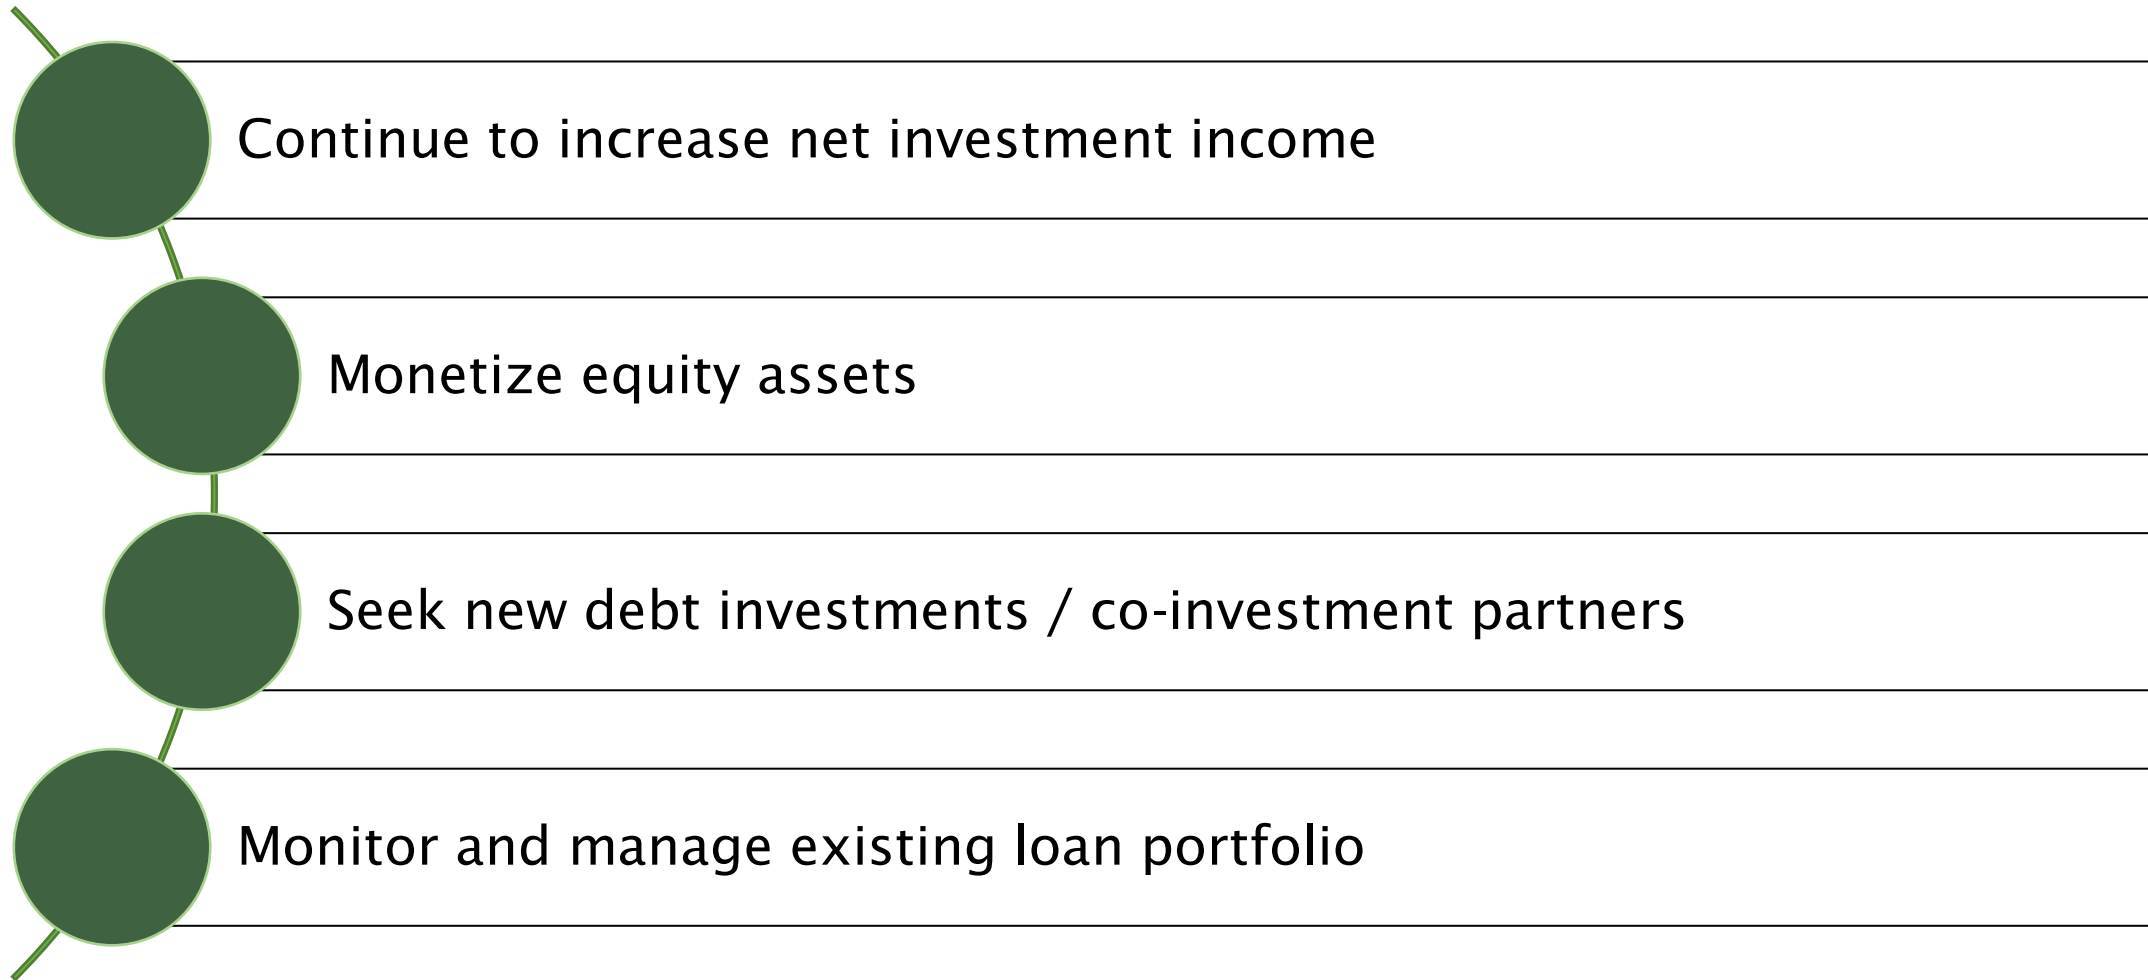 Continue to increase net investment income
Monetize equity assets
Seek new debt investments / co-investment partners
Monitor and manage existing loan portfolio